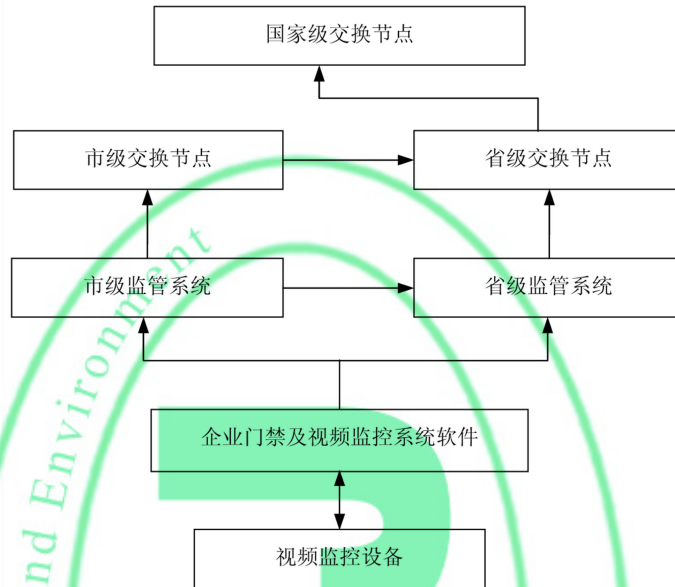 国家级交换节点
市级交换节点
省级交换节点
市级监管系统
省级监管系统
企业门禁及视频监控系统软件
视频监控设备
nd Environment